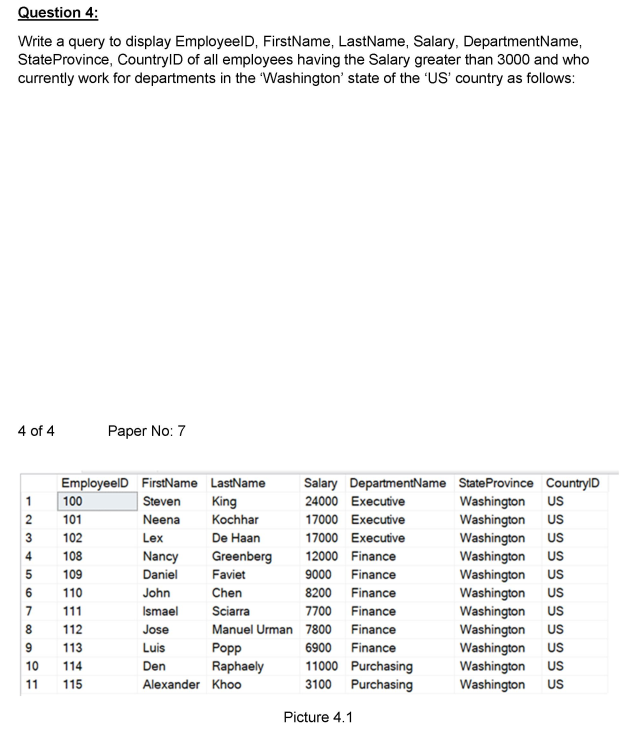 Question 4:
Write a query to display EmployeeID, FirstName, LastName, Salary, DepartmentName,
StateProvince, CountryID of all employees having the Salary greater than 3000 and who
currently work for departments in the ‘Washington’ state of the ‘US’ country as follows:
4 of 4 Paper No: 7
EmployeeID FirstName LastName Salary DepartmentName StateProvince CountryID
1 100 Steven King 24000 Executive Washington US
2 101 Neena Kochhar 17000 Executive Washington US
3 102 Lex De Haan 17000 Executive Washington US
4 108 Nancy Greenberg 12000 Finance Washington US
5 109 Daniel Faviet 9000 Finance Washington US
6 110 John Chen 8200 Finance Washington US
7 111 Ismael Sciarra 7700 Finance Washington US
8 112 Jose Manuel Urman 7800 Finance Washington US
9 113 Luis Popp 6900 Finance Washington US
10 114 Den Raphaely 11000 Purchasing Washington US
11 115 Alexander Khoo 3100 Purchasing Washington US
Picture 4.1